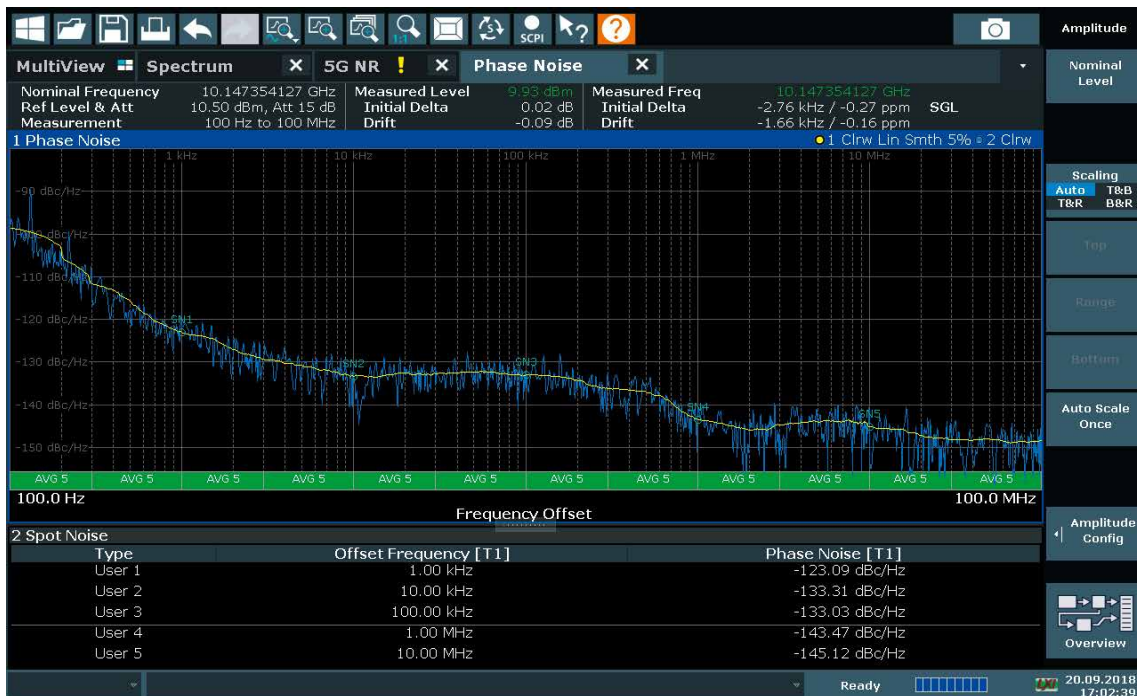 1:1
SCPI
?
?
Amplitude
MultiView Spectrum X 5G NR ! X Phase Noise X
Nominal Level
Nominal Frequency 10.147354127 GHz Measured Level 9.93 dBm Measured Freq 10.147354127 GHz
Ref Level & Att 10.50 dBm, Att 15 dB Initial Delta 0.02 dB Initial Delta -2.76 kHz / -0.27 ppm SGL
Measurement 100 Hz to 100 MHz Drift -0.09 dB Drift -1.66 kHz / -0.16 ppm
1 Phase Noise 1 Clrw Lin Smth 5% 2 Clrw
1 kHz 10 kHz 100 kHz 1 MHz 10 MHz
-90 dBc/Hz
-110 dBc/Hz
-120 dBc/Hz
-130 dBc/Hz
-140 dBc/Hz
-150 dBc/Hz
SN1 SN2 SN3 SN4 SN5
AVG 5 AVG 5 AVG 5 AVG 5 AVG 5 AVG 5 AVG 5 AVG 5 AVG 5 AVG 5 AVG 5 AVG 5
100.0 Hz 100.0 MHz
Frequency Offset
2 Spot Noise
Type Offset Frequency [T1] Phase Noise [T1]
User 1 1.00 kHz -123.09 dBc/Hz
User 2 10.00 kHz -133.31 dBc/Hz
User 3 100.00 kHz -133.03 dBc/Hz
User 4 1.00 MHz -143.47 dBc/Hz
User 5 10.00 MHz -145.12 dBc/Hz
Scaling
Auto T&B
T&R B&R
Top
Range
Bottom
Auto Scale
Once
Amplitude
Config
Overview
Ready
20.09.2018
17:02:39